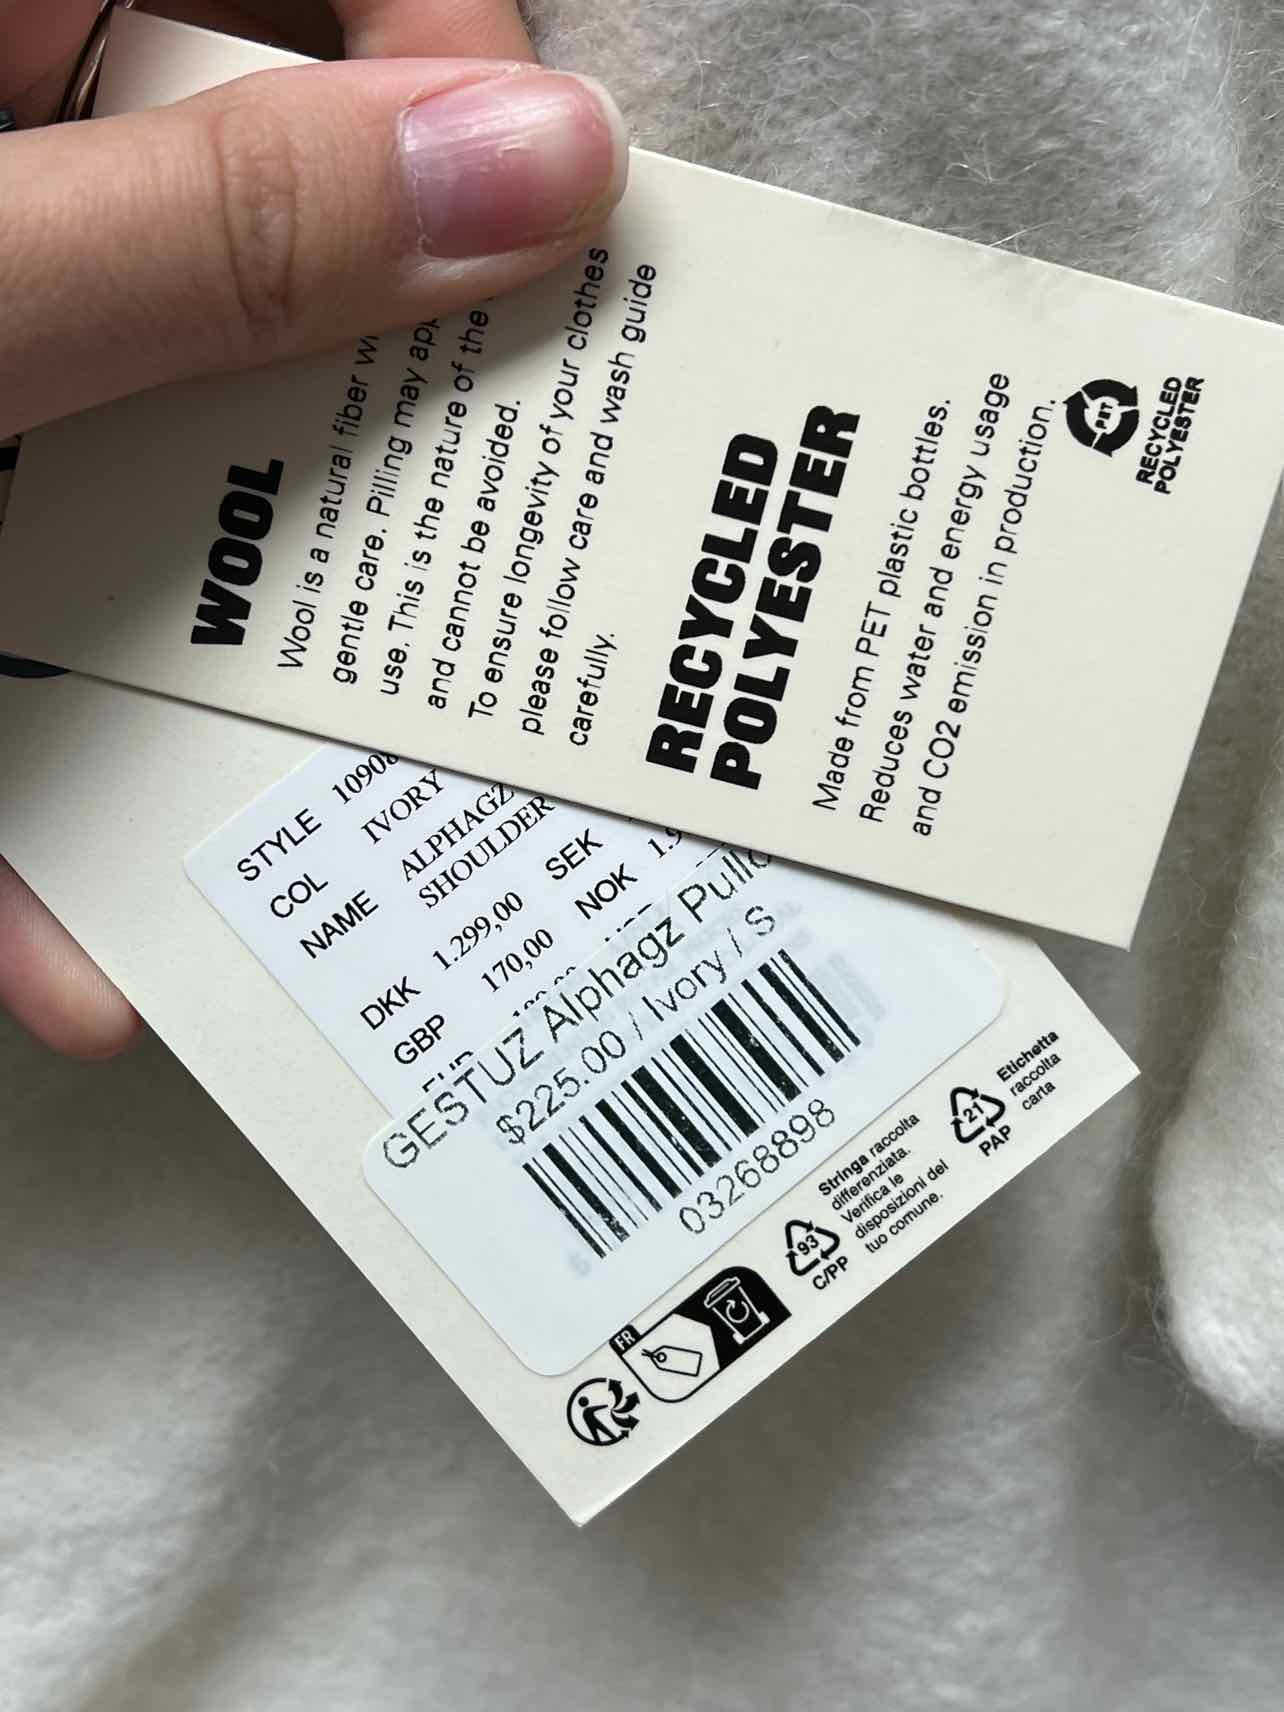 WOOL
Wool is a natural fiber
gentle care. Pilling may
use. This is the nature of the
and cannot be avoided.
To ensure longevity of your clothes
please follow care and wash guide
carefully.
RECYCLED
POLYESTER
Made from PET plastic bottles.
Reduces water and energy usage
and CO2 emission in production.
PET
RECYCLED
POLYESTER
STYLE
COL IVORY
NAME ALPHAGZ
SHOULDER
DKK 1.299,00 SEK
GBP 170,00 NOK
GESTUZ Alphagz
$225.00 / Ivory / S
03268898
FR
93
C/PP
Stringa raccolta
differenziata.
Verifica le
disposizioni del
tuo comune.
21
PAP
Etichetta
raccolta
carta